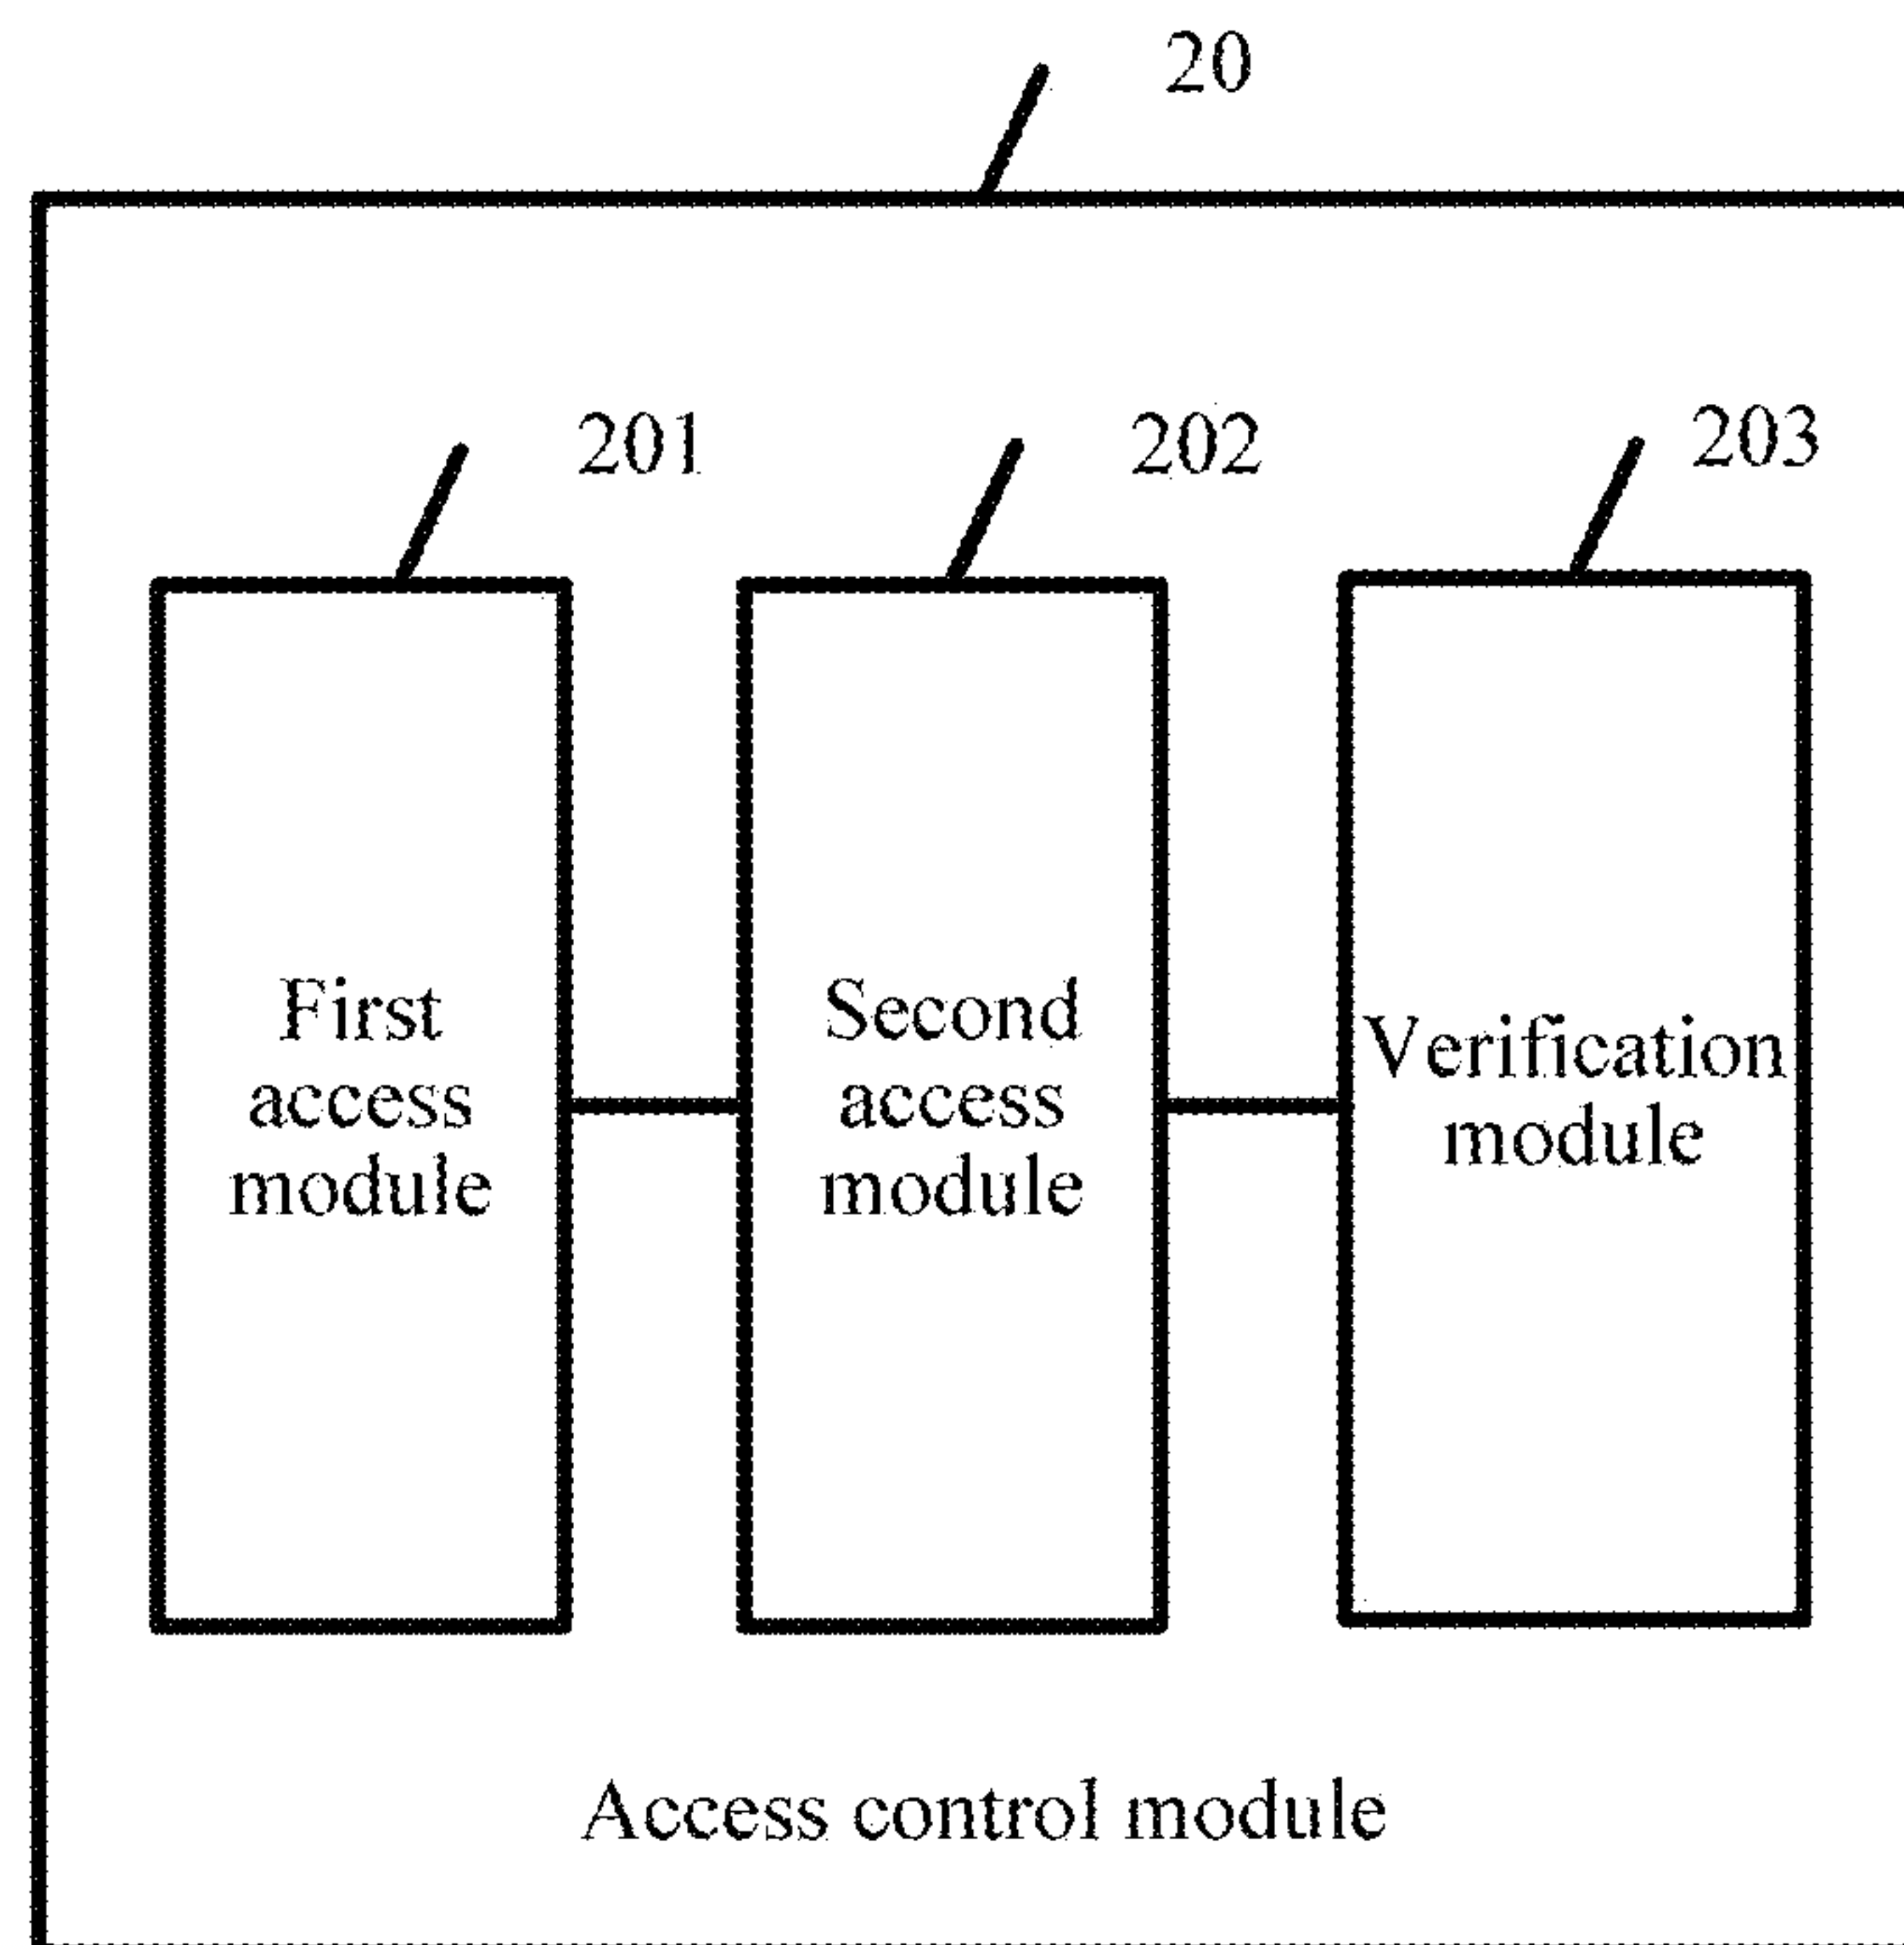 20
201
202
203
First
access
module
Second
access
module
Verification
module
Access control module